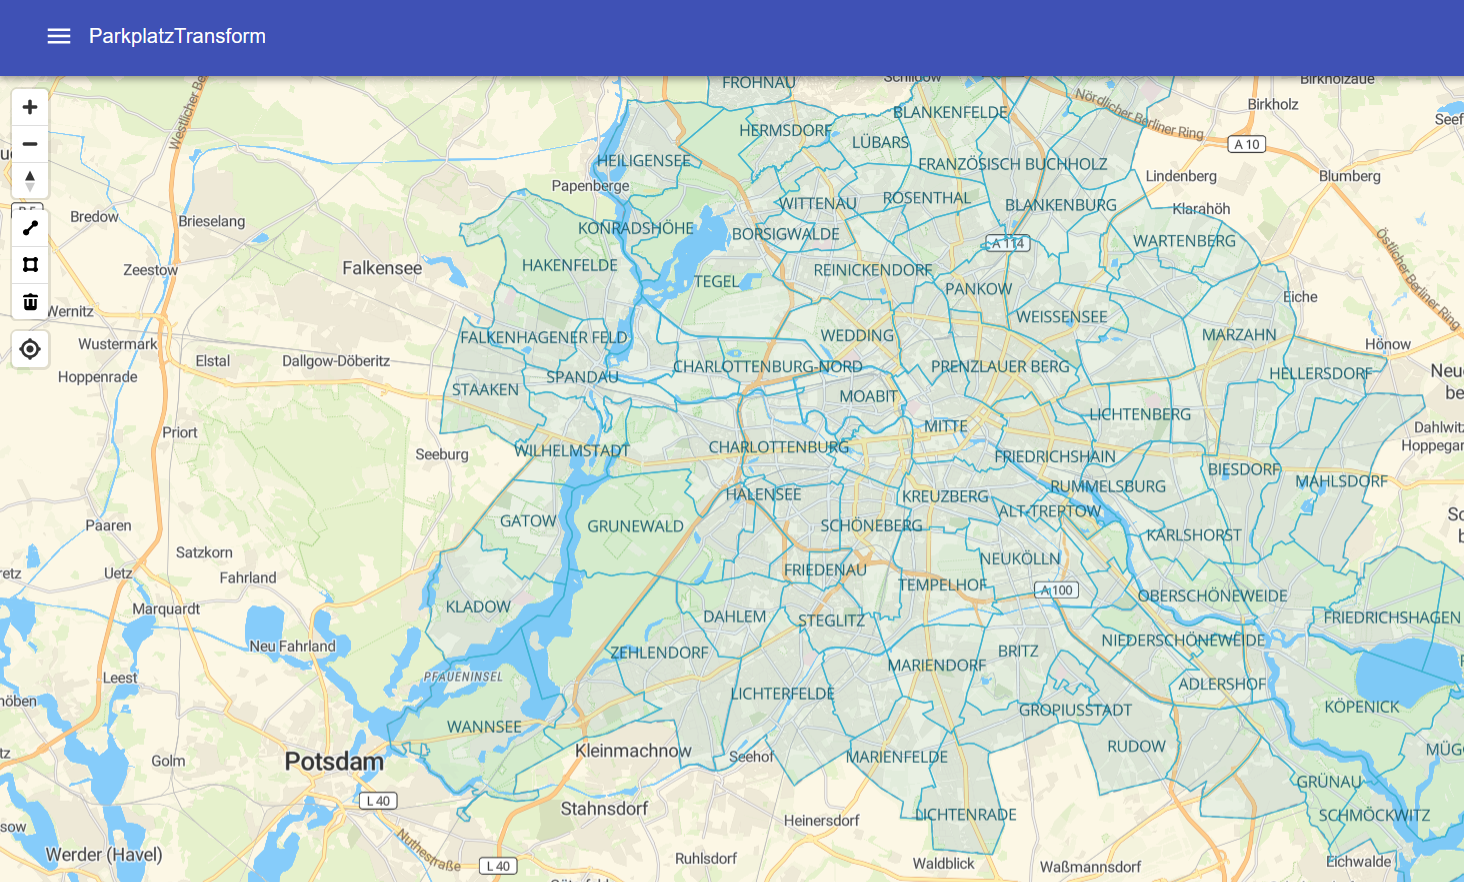 ParkplatzTransform
FROHNAU
Schildow
Birkholzaue
Westlicher Ber
BLANKENFELDE
Nördlicher Berliner Ring
Birkholz
HERMSDORF
LÜBARS
A 10
HEILIGENSEE
FRANZÖSISCH BUCHHOLZ
Papenberge
Lindenberg
Blumberg
WITTENAU
ROSENTHAL
BLANKENBURG
Klarahöh
Bredow
Brieselang
KONRADSHÖHE
BORSIGWALDE
A 114
WARTENBERG
Östlicher Berliner Ring
Zeestow
Falkensee
HAKENFELDE
TEGEL
REINICKENDORF
PANKOW
Eiche
Wernitz
WEISSENSEE
Wustermark
FALKENHAGENER FELD
WEDDING
MARZAHN
Hönow
Elstal
Dallgow-Döberitz
CHARLOTTENBURG-NORD
PRENZLAUER BERG
HELLERSDORF
Hoppenrade
SPANDAU
STAAKEN
MOABIT
LICHTENBERG
MITTE
Priort
Seeburg
WILHELMSTADT
CHARLOTTENBURG
FRIEDRICHSHAIN
BIESDORF
MAHLSDORF
HALENSEE
KREUZBERG
RUMMELSBURG
ALT-TREPTOW
Paaren
GATOW
GRUNEWALD
SCHÖNEBERG
KARLSHORST
Satzkorn
NEUKÖLLN
Uetz
Fahrland
FRIEDENAU
TEMPELHOF
A 100
OBERSCHÖNEWEIDE
Marquardt
KLADOW
DAHLEM
STEGLITZ
FRIEDRICHSHAGEN
Neu Fahrland
ZEHLENDORF
MARIENDORF
BRITZ
NIEDERSCHÖNEWEIDE
Leest
PFAUENINSEL
LICHTERFELDE
ADLERSHOF
WANNSEE
GROPIUSSTADT
KÖPENICK
Golm
Potsdam
Kleinmachnow
Seehof
MARIENFELDE
RUDOW
MÜGG
GRÜNAU
L 40
Stahnsdorf
Heinersdorf
LICHTENRADE
SCHMÖCKWITZ
Nuthestraße
Werder (Havel)
L 40
Ruhlsdorf
Waldblick
Waßmannsdorf
Eichwalde